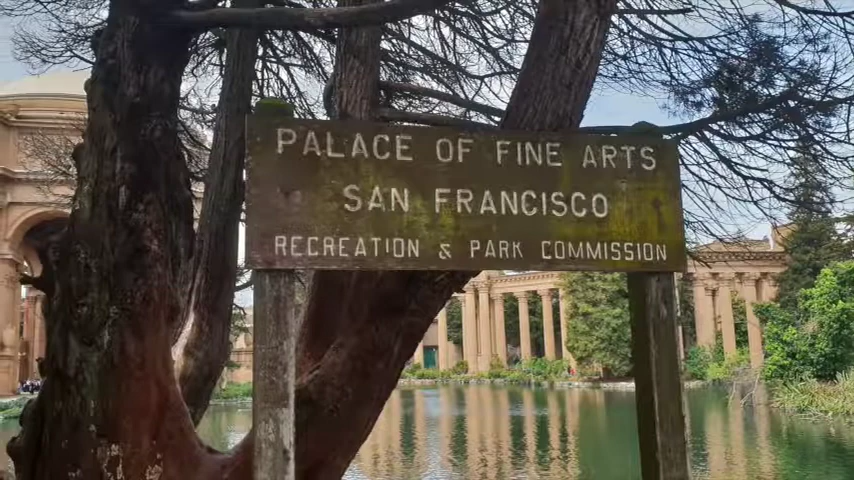 PALACE OF FINE ARTS
SAN FRANCISCO
RECREATION & PARK COMMISSION